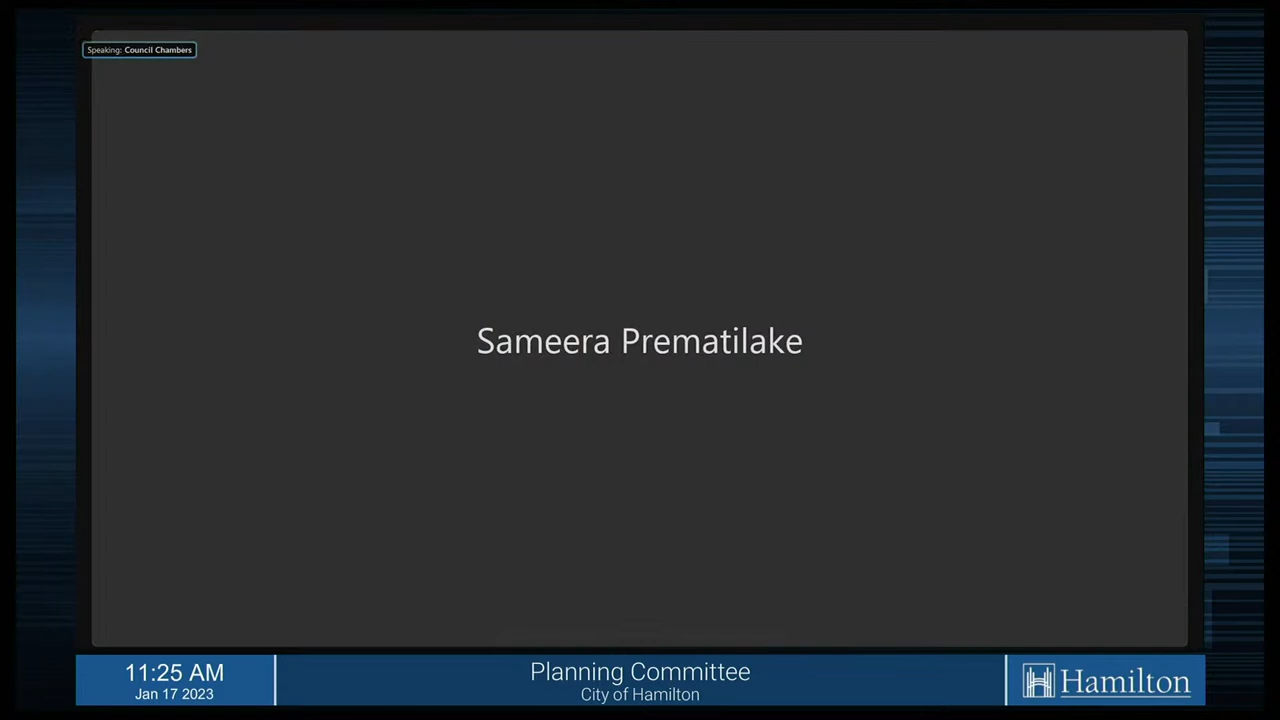 Speaking: Council Chambers
Sameera Prematilake
11:25 AM
Jan 17 2023
Planning Committee
City of Hamilton
Hamilton